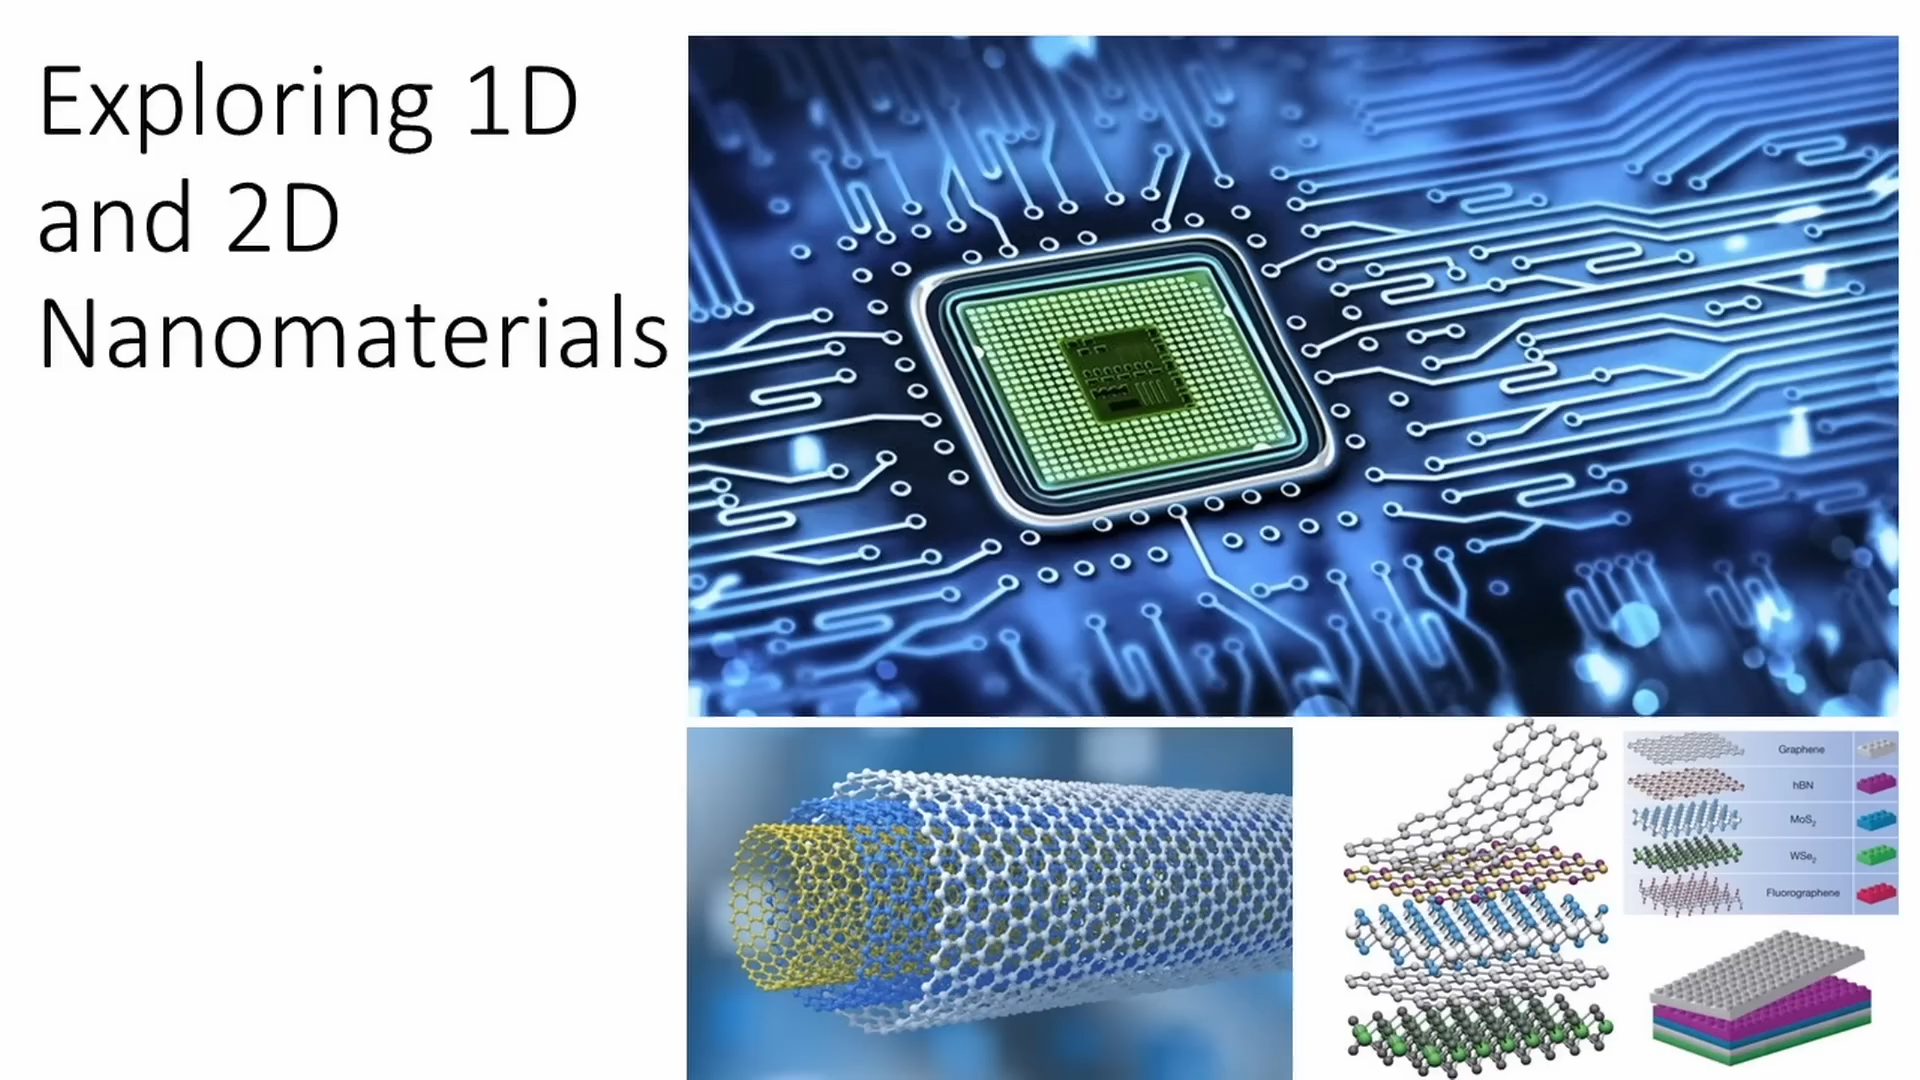 Exploring 1D
and 2D
Nanomaterials
Graphene
hBN
MoS₂
WSe₂
Fluorographene